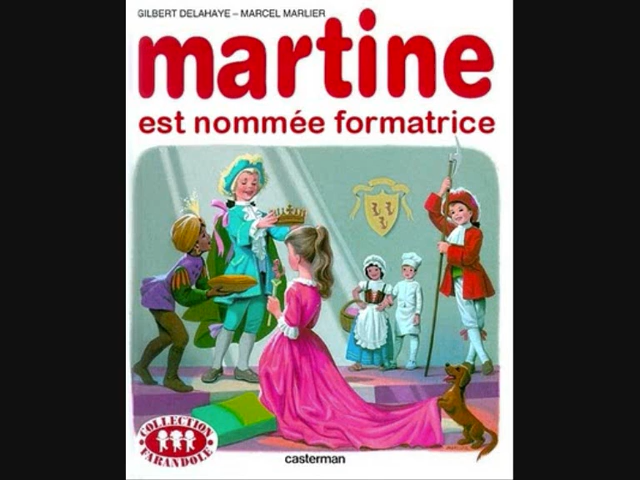 GILBERT DELAHAYE – MARCEL MARLIER
martine
est nommée formatrice
COLLECTION
FARANDOLE
casterman